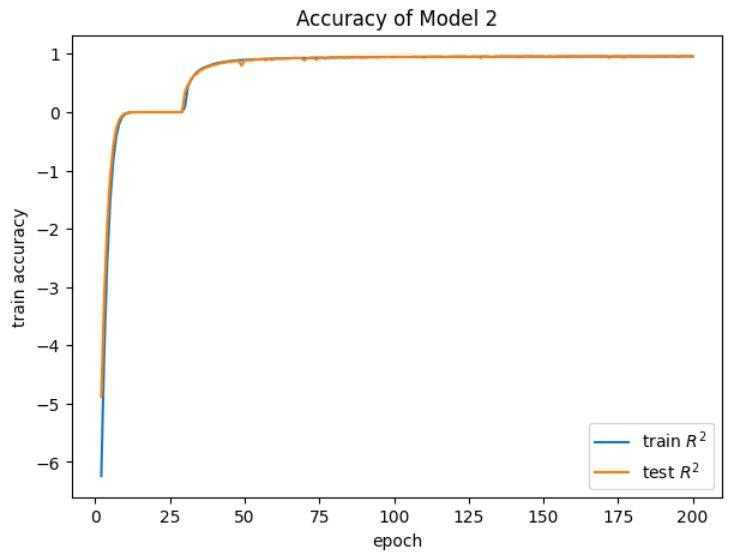 Accuracy of Model 2
train accuracy
1
0
−1
−2
−3
−4
−5
−6
0 25 50 75 100 125 150 175 200
epoch
train R²
test R²